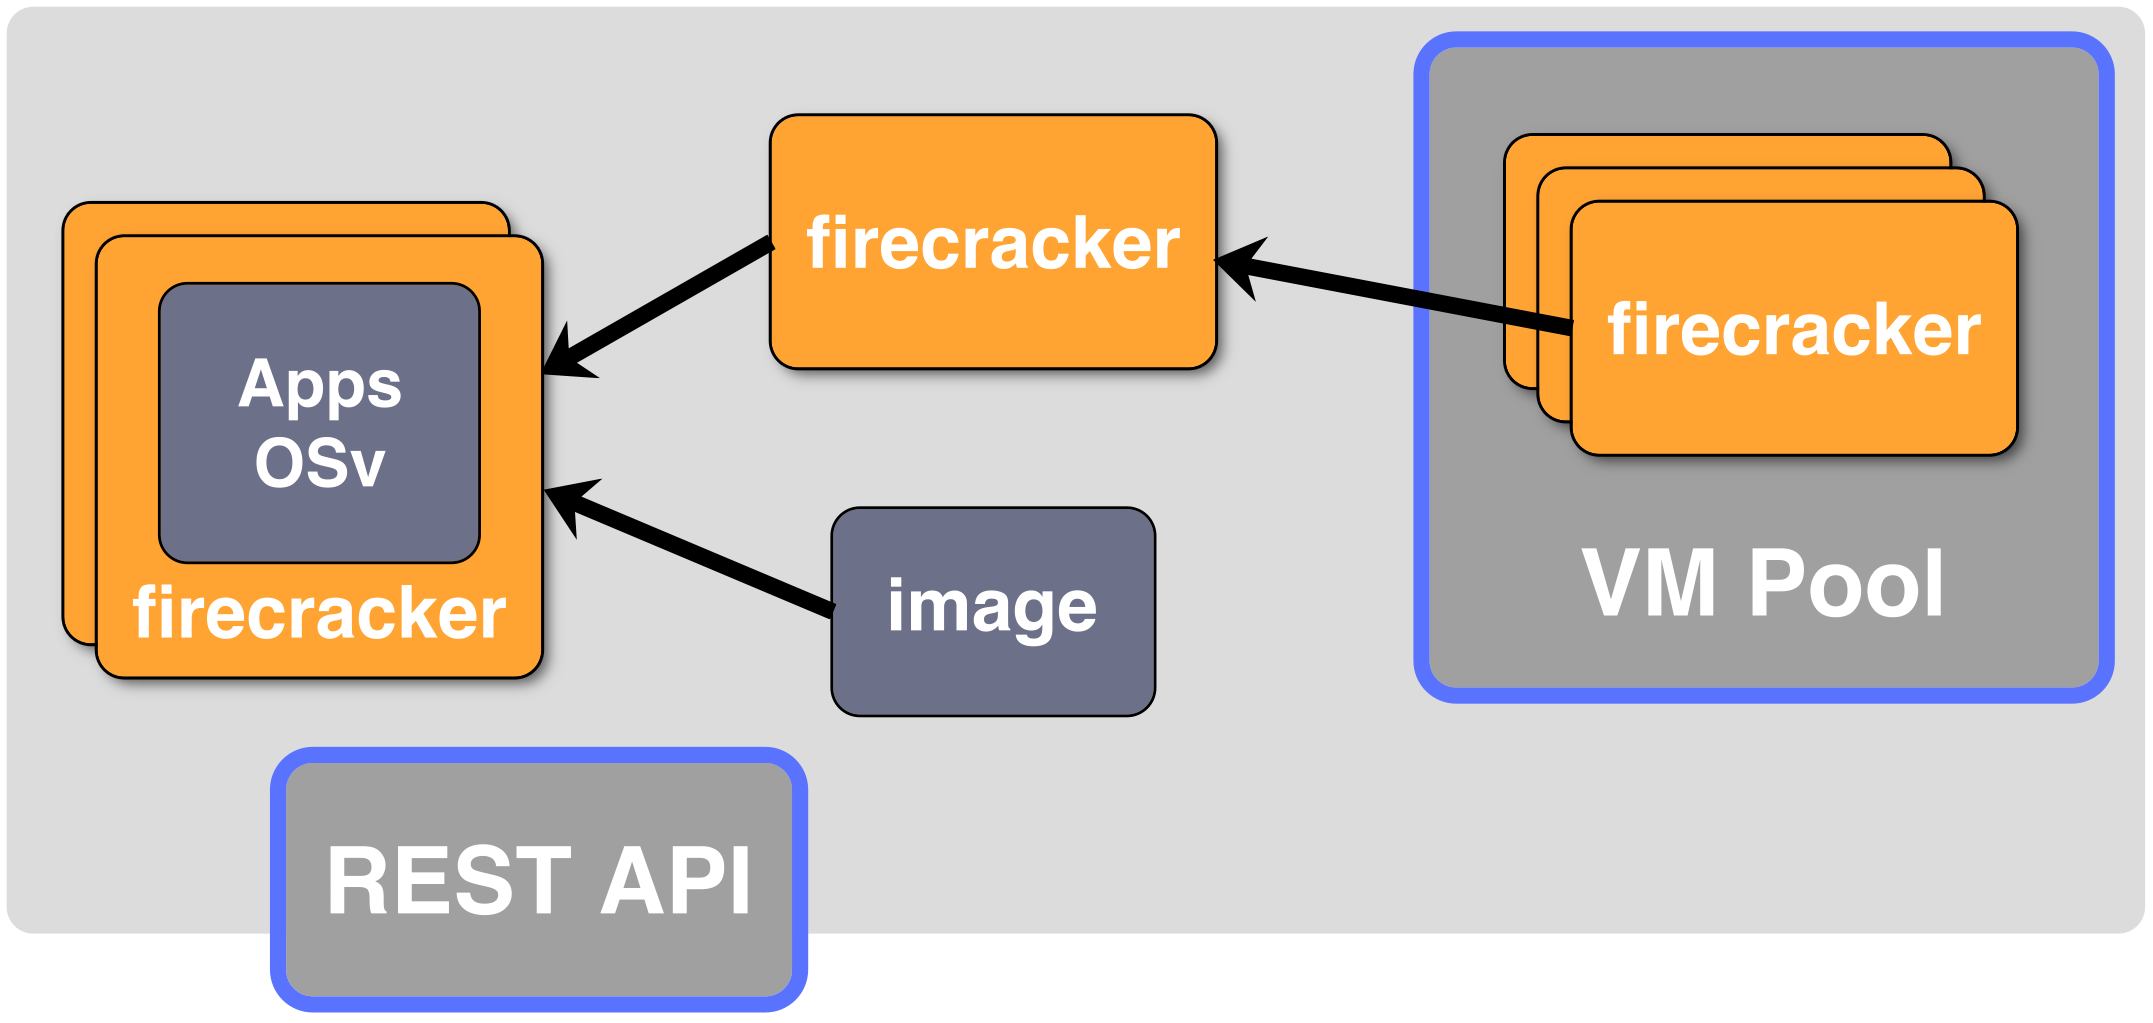 Apps
OSv
firecracker
firecracker
image
firecracker
VM Pool
REST API